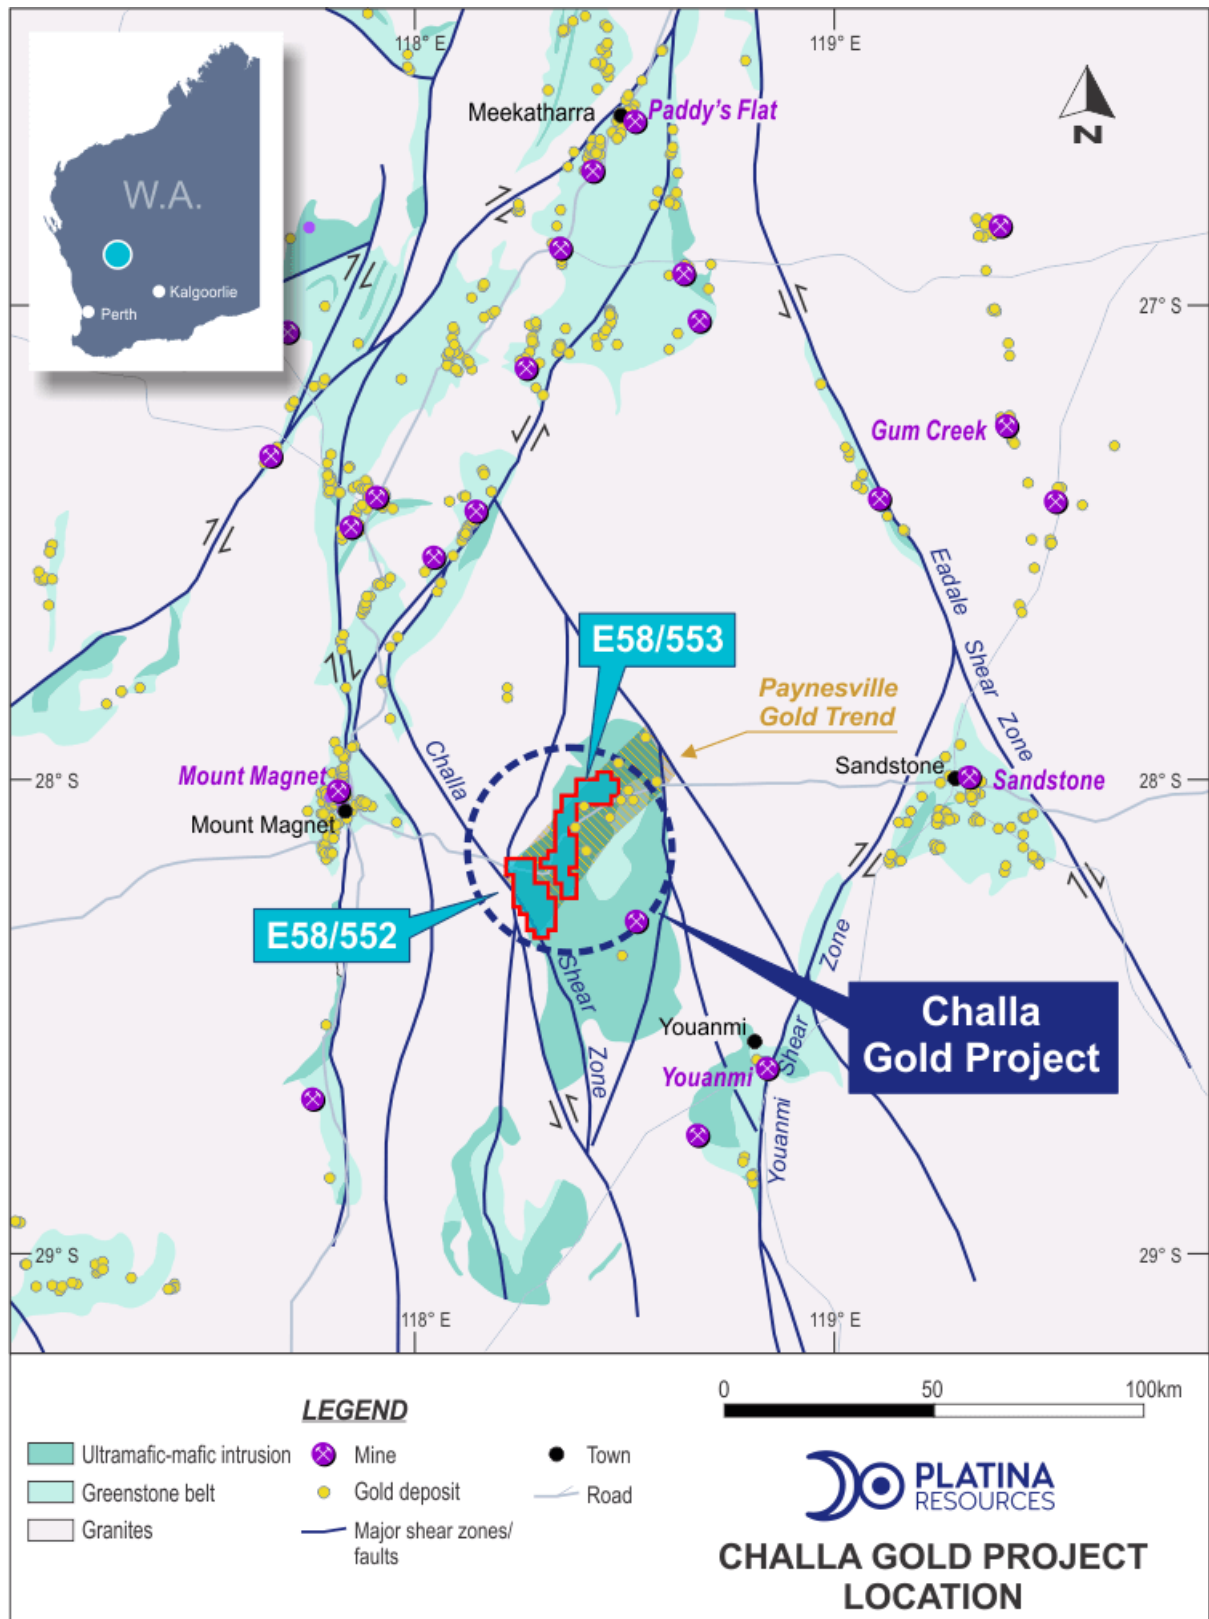 118° E
119° E
Meekatharra
Paddy's Flat
N
W.A.
Kalgoorlie
Perth
27° S
Gum Creek
Eadale
Shear
Zone
E58/553
Paynesville
Gold Trend
Challa
Shear
Zone
28° S
28° S
Mount Magnet
Mount Magnet
Sandstone
Sandstone
E58/552
Challa
Gold Project
Youanmi
Youanmi
Youanmi
Shear
Zone
29° S
29° S
118° E
119° E
LEGEND
Ultramafic-mafic intrusion
Greenstone belt
Granites
Mine
Gold deposit
Major shear zones/
faults
Town
Road
0 50 100km
PLATINA
RESOURCES
CHALLA GOLD PROJECT
LOCATION